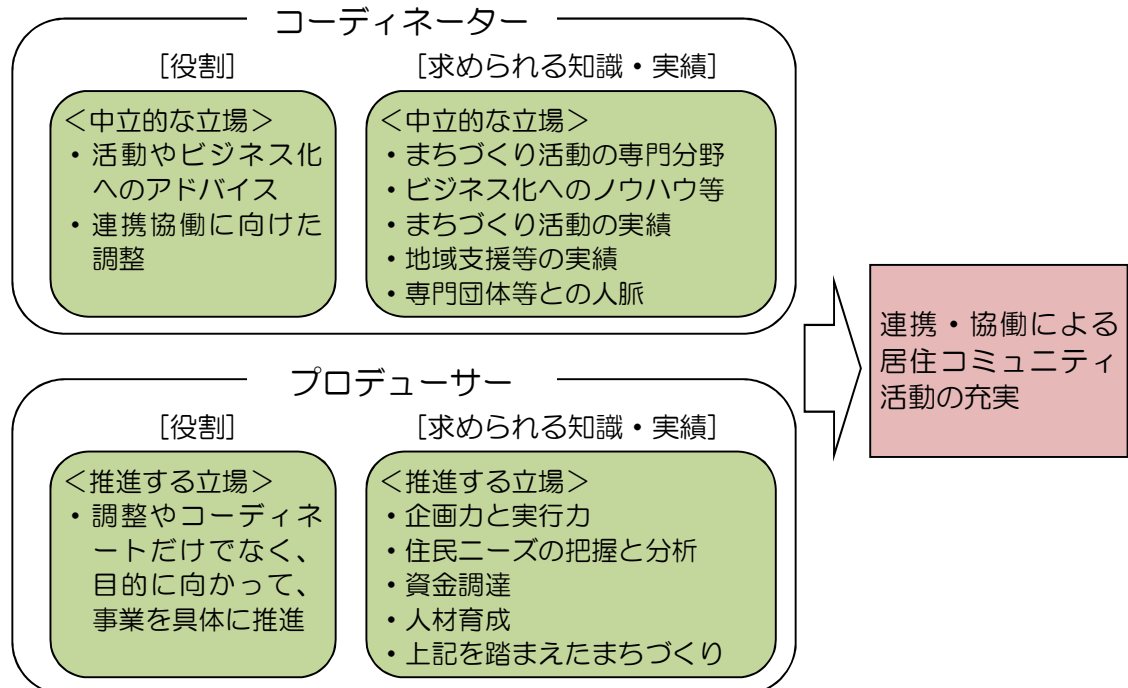 コーディネーター
[役割]
＜中立的な立場＞
・活動やビジネス化
へのアドバイス
・連携協働に向けた
調整
[求められる知識・実績]
＜中立的な立場＞
・まちづくり活動の専門分野
・ビジネス化へのノウハウ等
・まちづくり活動の実績
・地域支援等の実績
・専門団体等との人脈
プロデューサー
[役割]
＜推進する立場＞
・調整やコーディネ
ートだけでなく、
目的に向かって、
事業を具体に推進
[求められる知識・実績]
＜推進する立場＞
・企画力と実行力
・住民ニーズの把握と分析
・資金調達
・人材育成
・上記を踏まえたまちづくり
連携・協働による
居住コミュニティ
活動の充実